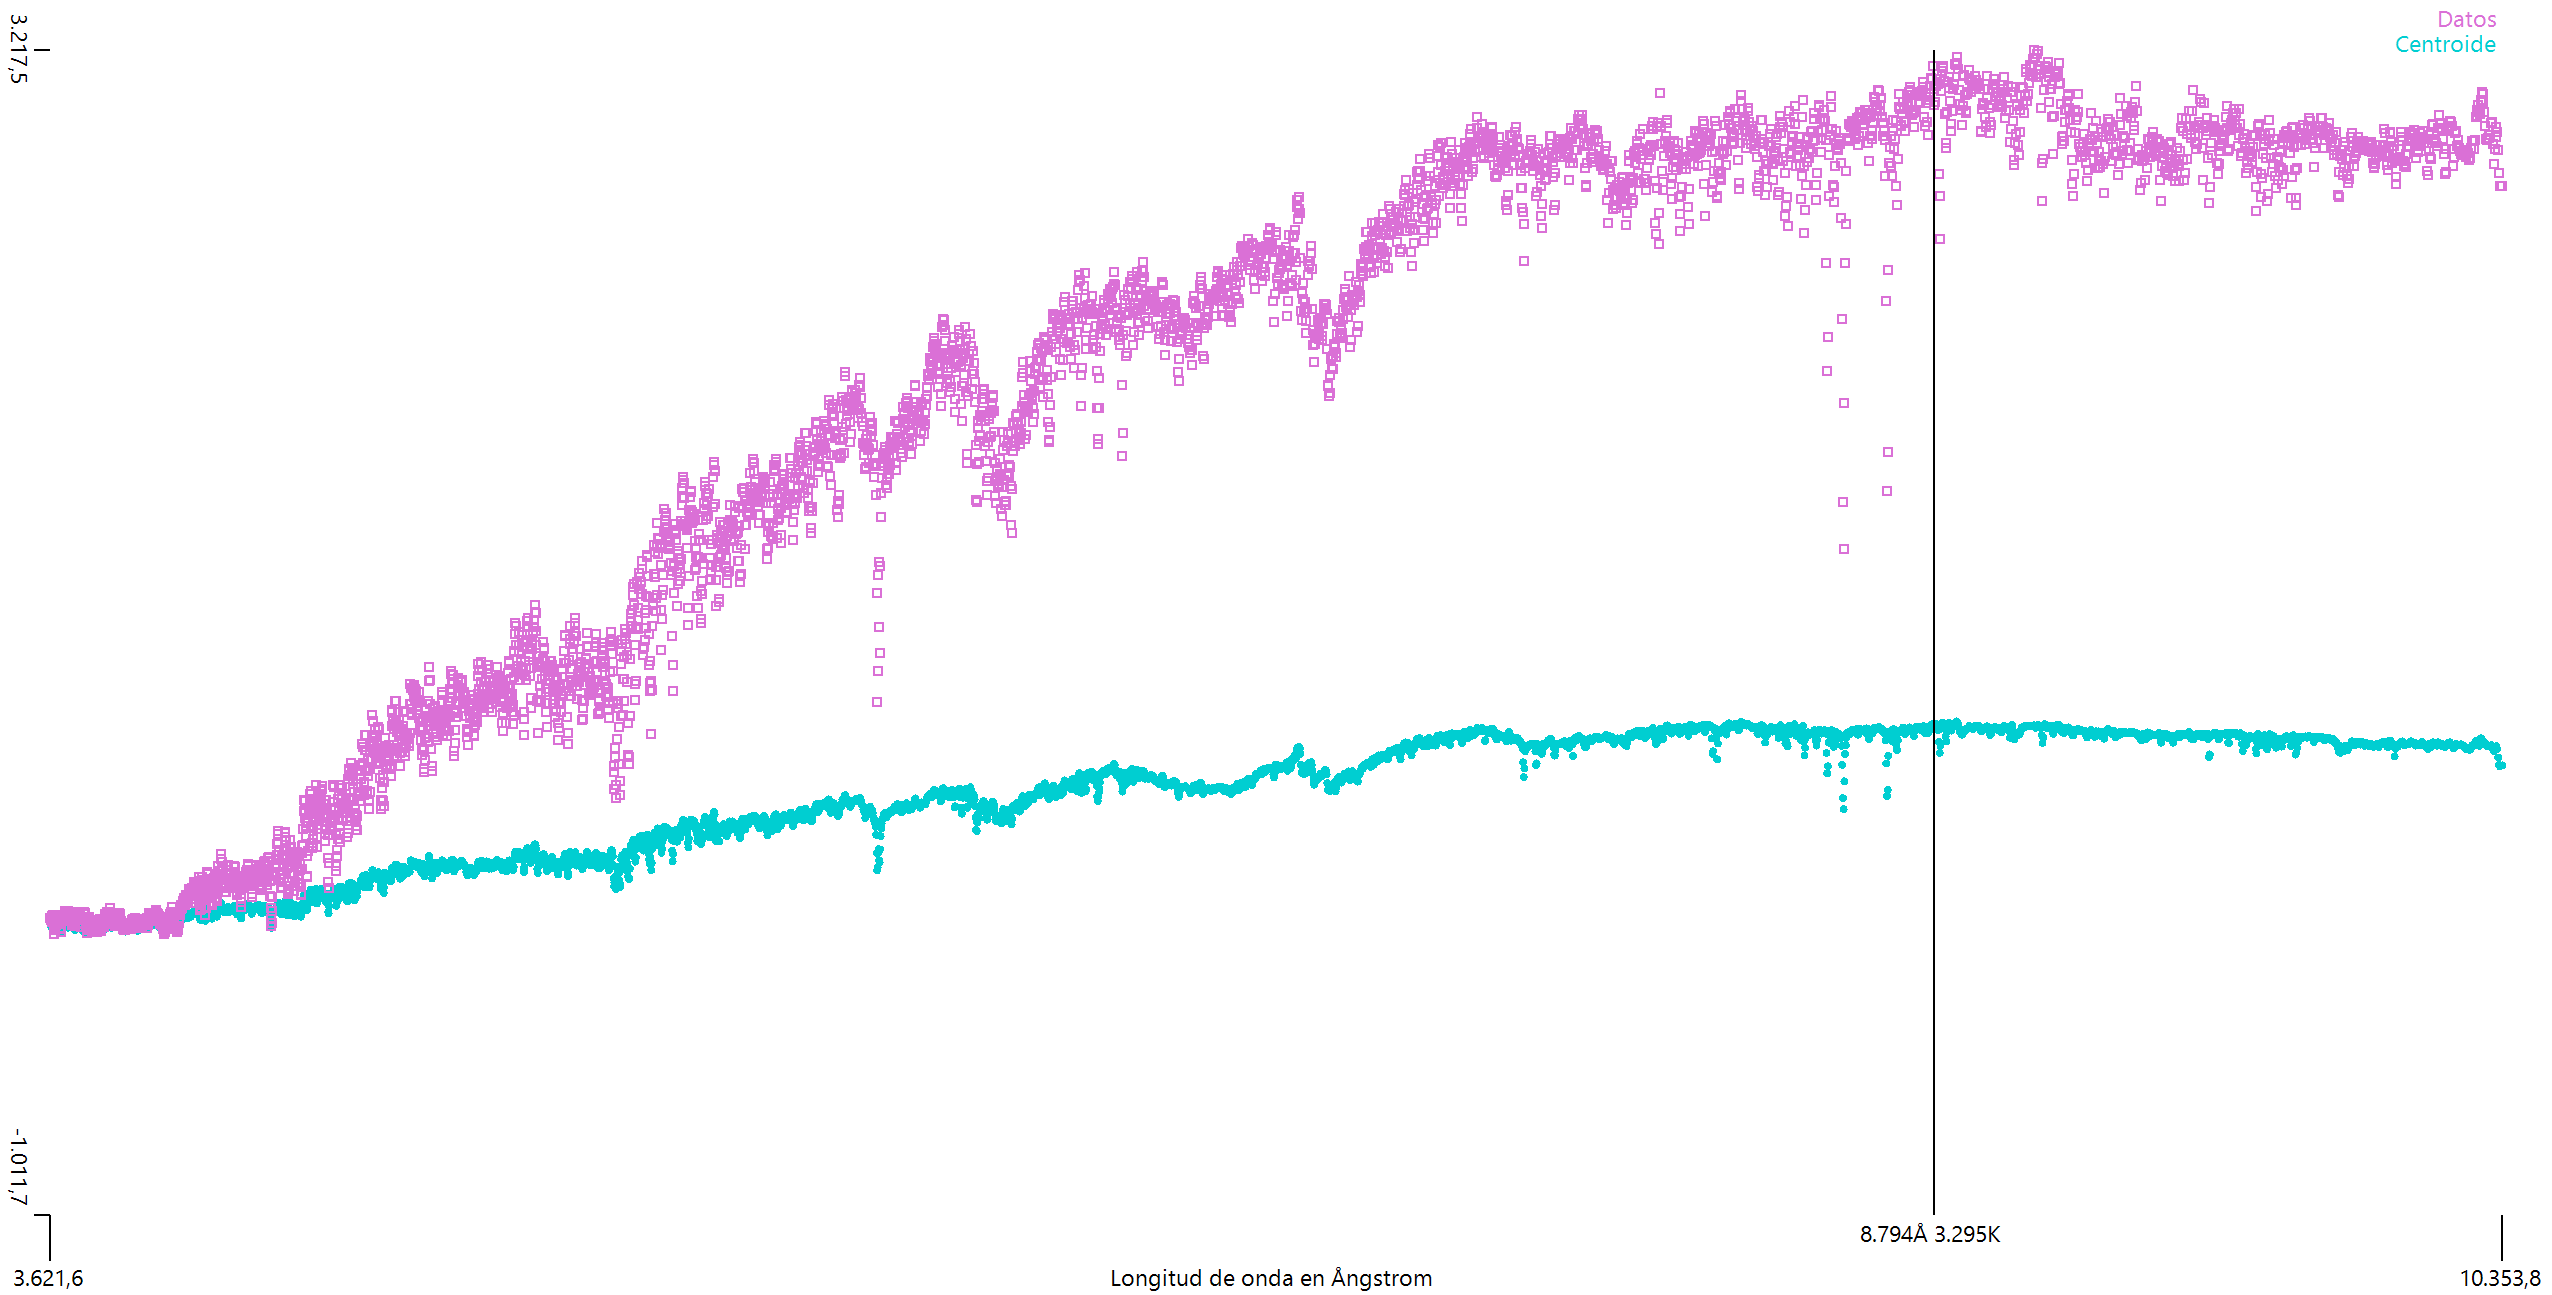 Datos
Centroide
3.217,5
-1.011,7
8.794Å 3.295K
3.621,6
Longitud de onda en Ångstrom
10.353,8